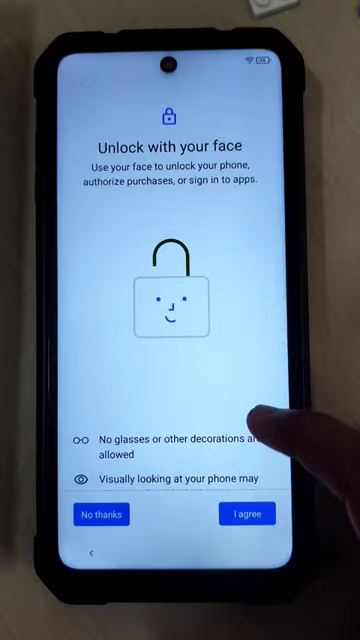 Unlock with your face
Use your face to unlock your phone,
authorize purchases, or sign in to apps.
No glasses or other decorations are
allowed
Visually looking at your phone may
No thanks
I agree